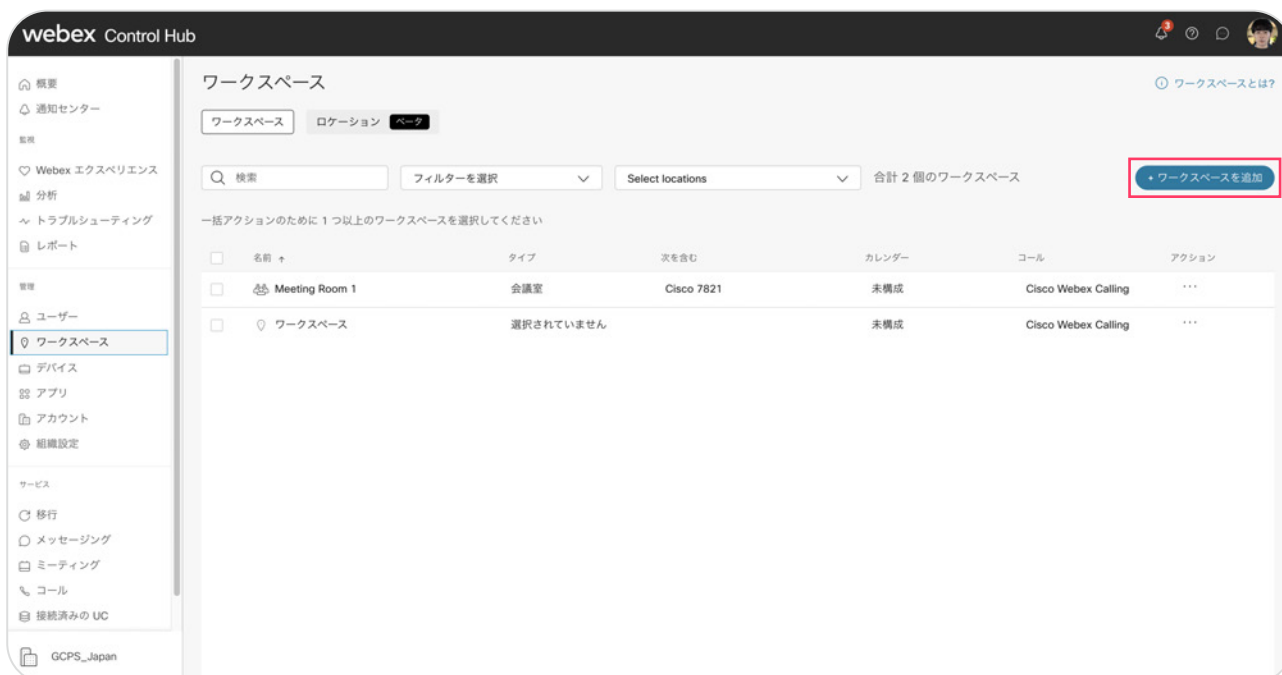 webex Control Hub
3
概要
通知センター
監視
Webex エクスペリエンス
分析
トラブルシューティング
レポート
管理
ユーザー
ワークスペース
デバイス
アプリ
アカウント
組織設定
サービス
移行
メッセージング
ミーティング
コール
接続済みの UC
GCPS_Japan
ワークスペース
ワークスペースとは?
ワークスペース ロケーション ベータ
検索 フィルターを選択 Select locations 合計 2 個のワークスペース + ワークスペースを追加
一括アクションのために 1 つ以上のワークスペースを選択してください
名前 ↑ タイプ 次を含む カレンダー コール アクション
Meeting Room 1 会議室 Cisco 7821 未構成 Cisco Webex Calling ...
ワークスペース 選択されていません 未構成 Cisco Webex Calling ...